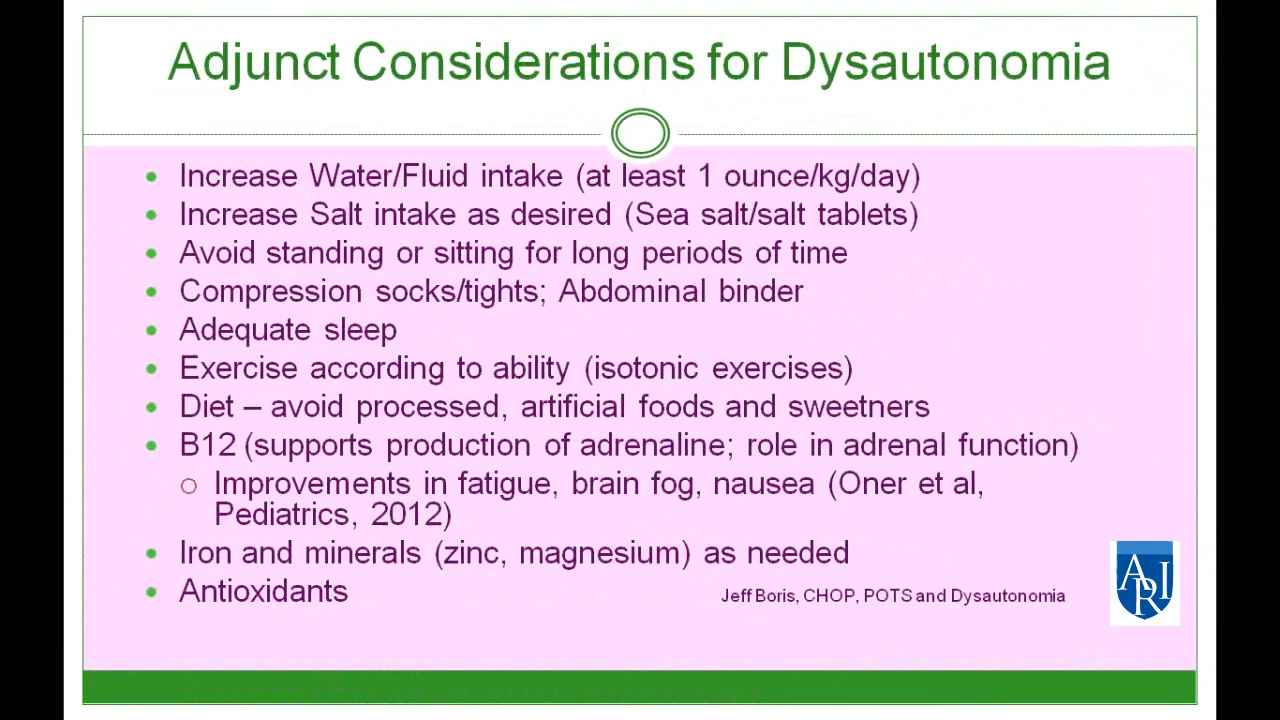 Adjunct Considerations for Dysautonomia
• Increase Water/Fluid intake (at least 1 ounce/kg/day)
• Increase Salt intake as desired (Sea salt/salt tablets)
• Avoid standing or sitting for long periods of time
• Compression socks/tights; Abdominal binder
• Adequate sleep
• Exercise according to ability (isotonic exercises)
• Diet – avoid processed, artificial foods and sweetners
• B12 (supports production of adrenaline; role in adrenal function)
o Improvements in fatigue, brain fog, nausea (Oner et al,
Pediatrics, 2012)
• Iron and minerals (zinc, magnesium) as needed
• Antioxidants
Jeff Boris, CHOP, POTS and Dysautonomia
ARI